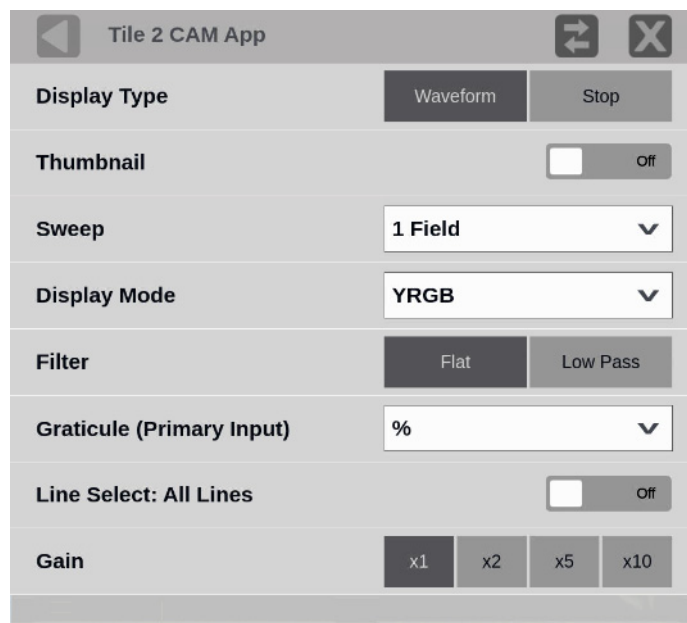 Tile 2 CAM App
Display Type Waveform Stop
Thumbnail Off
Sweep 1 Field
Display Mode YRGB
Filter Flat Low Pass
Graticule (Primary Input) %
Line Select: All Lines Off
Gain x1 x2 x5 x10